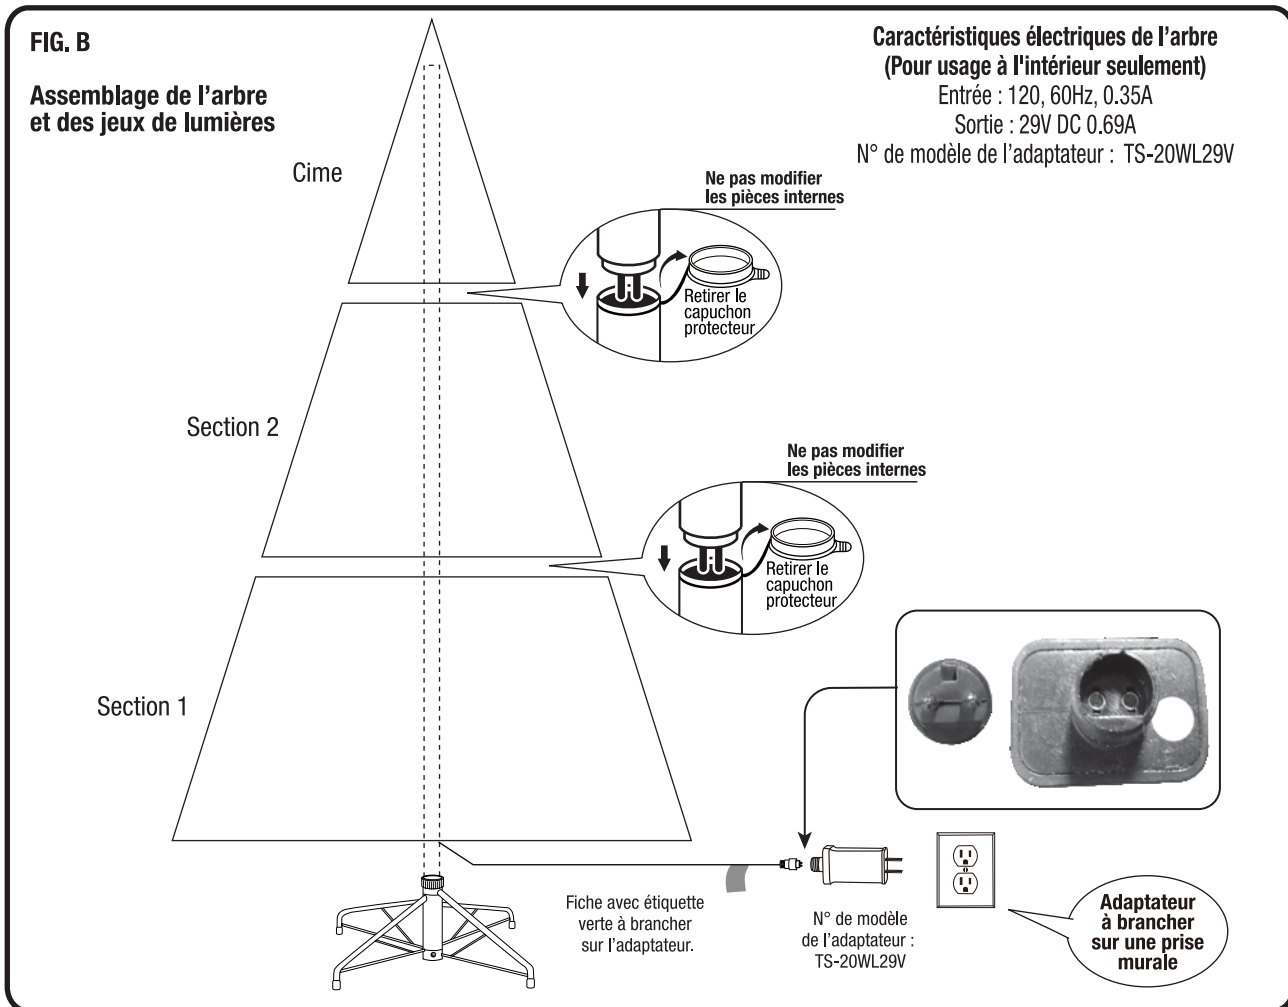 FIG. B
Assemblage de l’arbre
et des jeux de lumières
Caractéristiques électriques de l’arbre
(Pour usage à l'intérieur seulement)
Entrée : 120, 60Hz, 0.35A
Sortie : 29V DC 0.69A
N° de modèle de l’adaptateur : TS-20WL29V
Cime
Ne pas modifier
les pièces internes
Retirer le
capuchon
protecteur
Section 2
Ne pas modifier
les pièces internes
Retirer le
capuchon
protecteur
Section 1
Fiche avec étiquette
verte à brancher
sur l’adaptateur.
N° de modèle
de l’adaptateur :
TS-20WL29V
Adaptateur
à brancher
sur une prise
murale